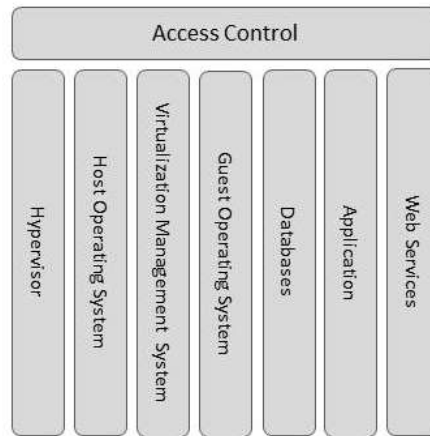 Access Control
Hypervisor
Host Operating System
Virtualization Management System
Guest Operating System
Databases
Application
Web Services